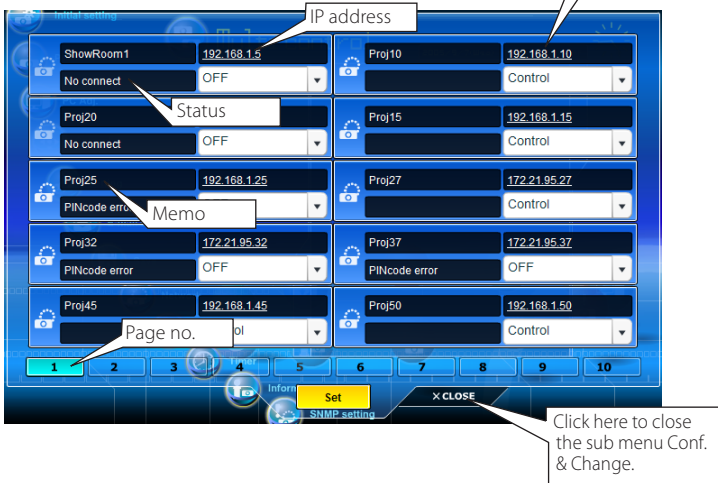 Initial setting
IP address
ShowRoom1 192.168.1.5 Proj10 192.168.1.10
No connect OFF Control
Status
Proj20 Proj15 192.168.1.15
No connect OFF Control
Proj25 192.168.1.25 Proj27 172.21.95.27
PINcode error Control
Memo
Proj32 172.21.95.32 Proj37 172.21.95.37
PINcode error OFF PINcode error OFF
Proj45 192.168.1.45 Proj50 192.168.1.50
Control
Page no.
1 2 3 4 5 6 7 8 9 10
Timer
Set × CLOSE
SNMP setting
Click here to close
the sub menu Conf.
& Change.